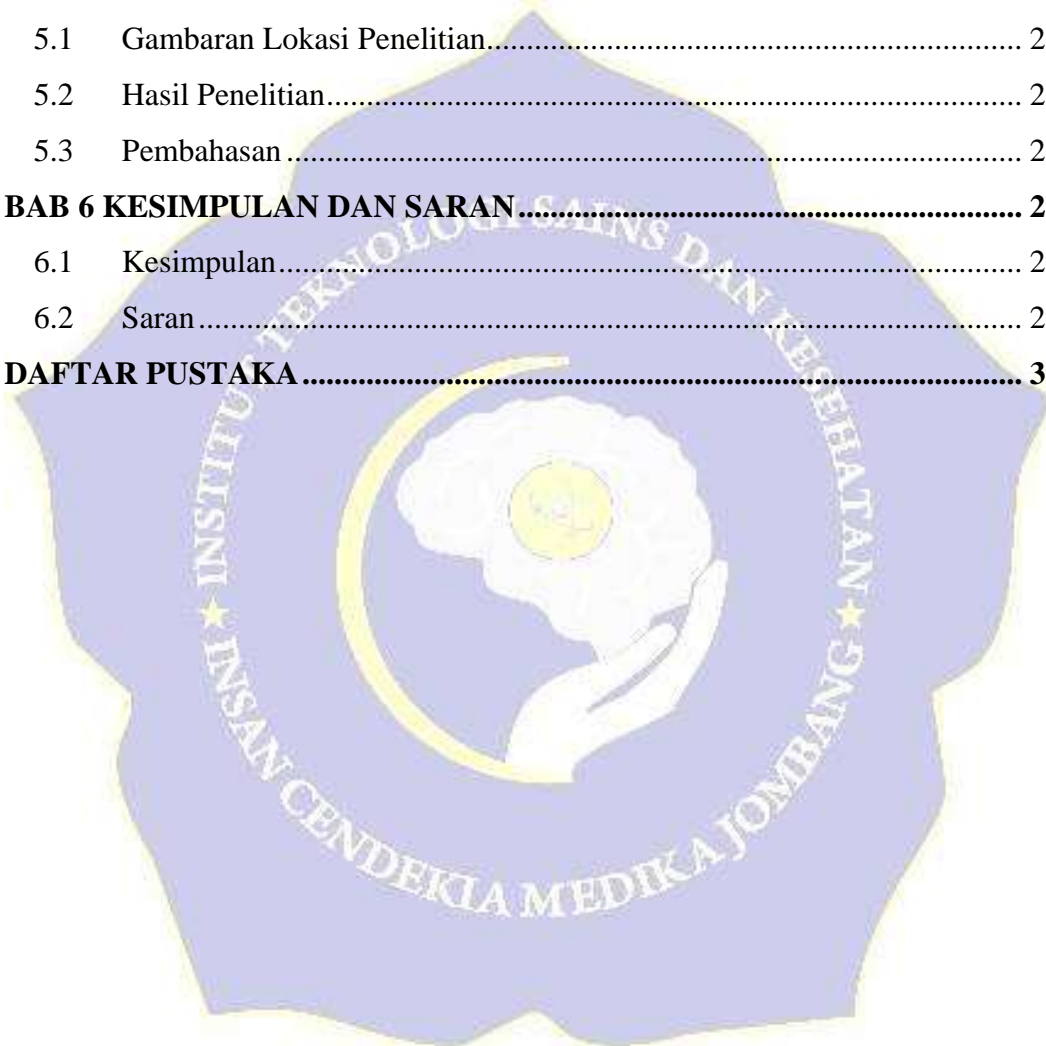 5.1 Gambaran Lokasi Penelitian.......... 2
5.2 Hasil Penelitian.......... 2
5.3 Pembahasan.......... 2
BAB 6 KESIMPULAN DAN SARAN.......... 2
6.1 Kesimpulan.......... 2
6.2 Saran.......... 2
DAFTAR PUSTAKA.......... 3
INSTITUT TEKNOLOGI SAINS DAN KESEHATAN
INSAN CENDEKIA MEDIKA JOMBANG